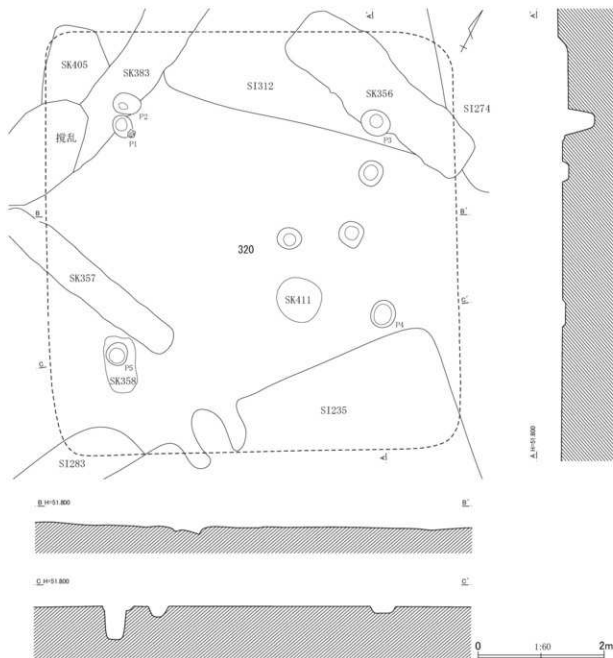 A'
A'
SK405
SK383
SI312
SK356
SI274
P2
P3
攪乱
P1
B
B'
320
SK357
SK411
C'
P4
C
P5
SK358
SI235
SI283
A
A H=51.800
B H=51.800
B'
C H=51.800
C'
0
1:60
2m